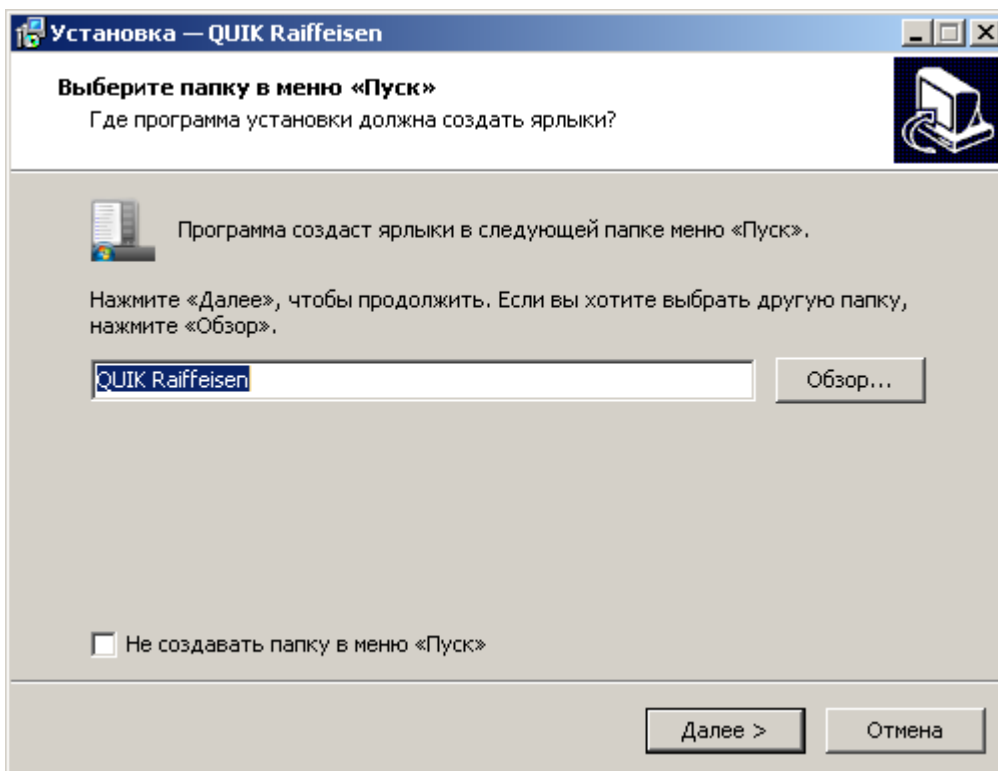 Установка — QUIK Raiffeisen
Выберите папку в меню «Пуск»
Где программа установки должна создать ярлыки?
Программа создаст ярлыки в следующей папке меню «Пуск».
Нажмите «Далее», чтобы продолжить. Если вы хотите выбрать другую папку,
нажмите «Обзор».
QUIK Raiffeisen
Обзор...
Не создавать папку в меню «Пуск»
Далее >
Отмена